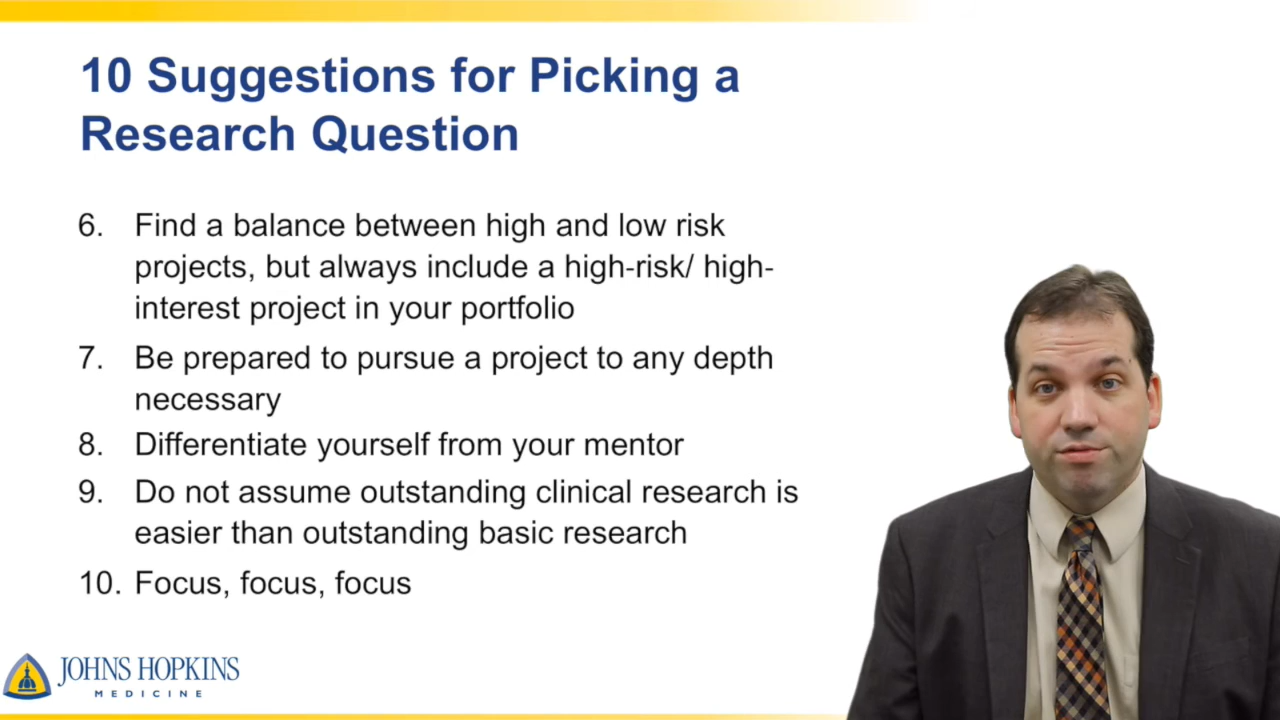 10 Suggestions for Picking a
Research Question
6. Find a balance between high and low risk
projects, but always include a high-risk/ high-
interest project in your portfolio
7. Be prepared to pursue a project to any depth
necessary
8. Differentiate yourself from your mentor
9. Do not assume outstanding clinical research is
easier than outstanding basic research
10. Focus, focus, focus
JOHNS HOPKINS
MEDICINE